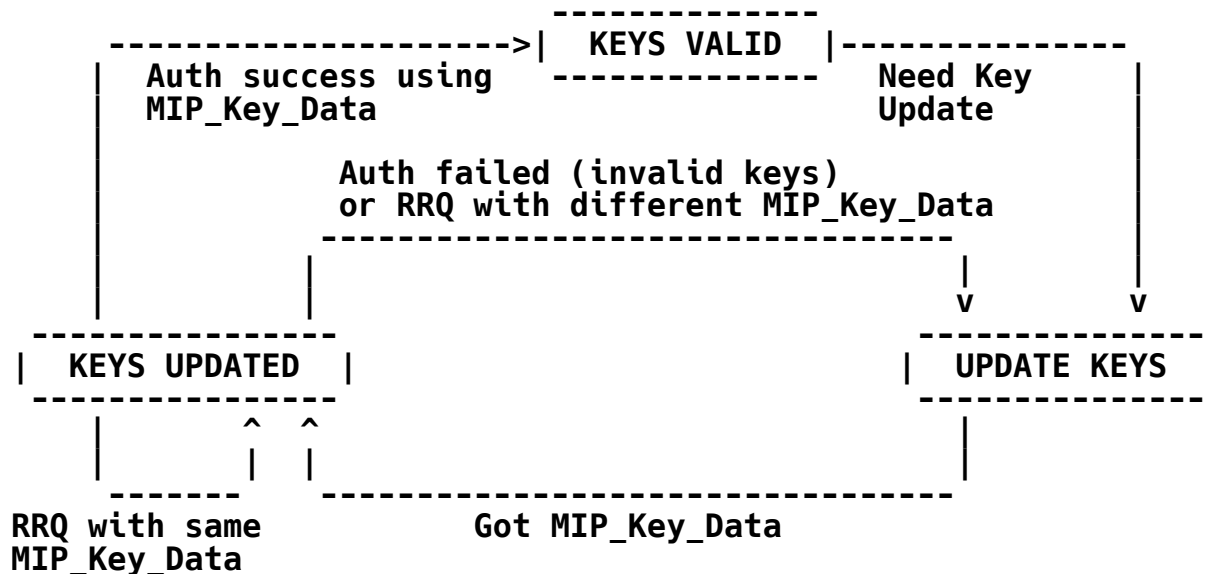 KEYS VALID
Auth success using
MIP_Key_Data
Need Key
Update
Auth failed (invalid keys)
or RRQ with different MIP_Key_Data
KEYS UPDATED
UPDATE KEYS
RRQ with same
MIP_Key_Data
Got MIP_Key_Data